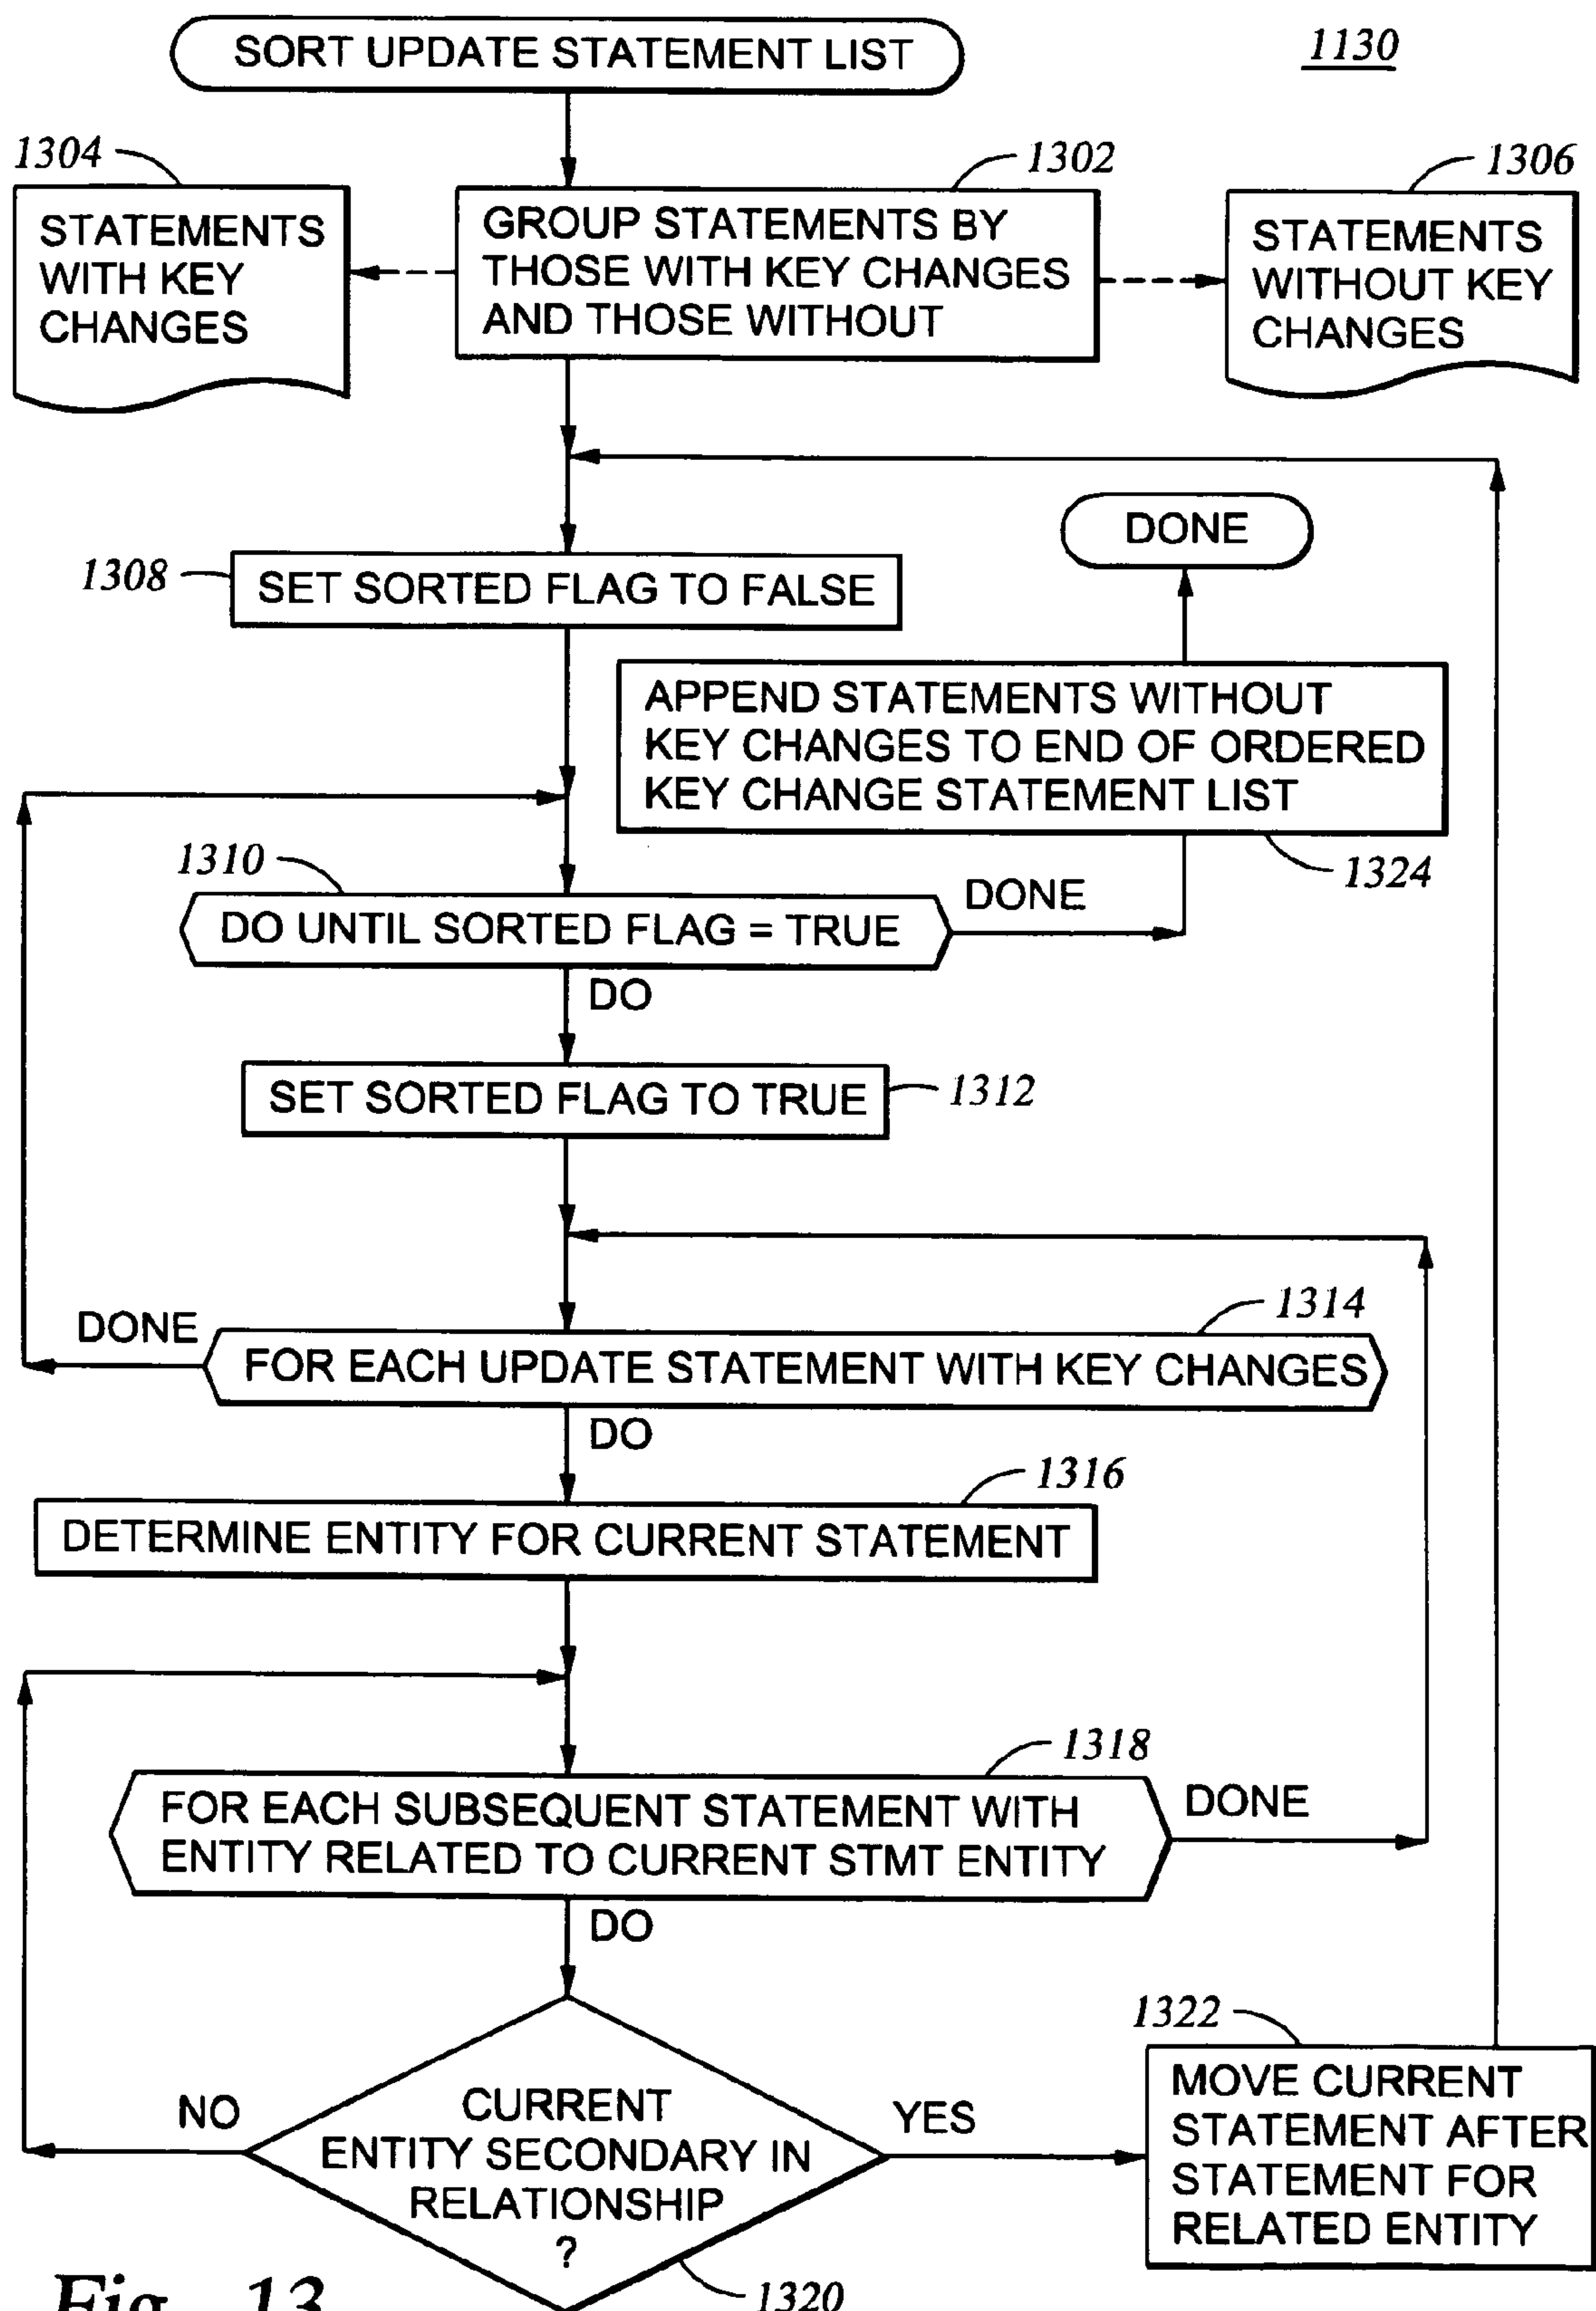 SORT UPDATE STATEMENT LIST
1130
1304
1302
1306
STATEMENTS
WITH KEY
CHANGES
GROUP STATEMENTS BY
THOSE WITH KEY CHANGES
AND THOSE WITHOUT
STATEMENTS
WITHOUT KEY
CHANGES
DONE
1308
SET SORTED FLAG TO FALSE
APPEND STATEMENTS WITHOUT
KEY CHANGES TO END OF ORDERED
KEY CHANGE STATEMENT LIST
1324
1310
DO UNTIL SORTED FLAG = TRUE
DONE
DO
SET SORTED FLAG TO TRUE
1312
1314
DONE
FOR EACH UPDATE STATEMENT WITH KEY CHANGES
DO
1316
DETERMINE ENTITY FOR CURRENT STATEMENT
1318
FOR EACH SUBSEQUENT STATEMENT WITH
ENTITY RELATED TO CURRENT STMT ENTITY
DONE
DO
1322
NO
CURRENT
ENTITY SECONDARY IN
RELATIONSHIP
?
YES
MOVE CURRENT
STATEMENT AFTER
STATEMENT FOR
RELATED ENTITY
1320
Fig. 13